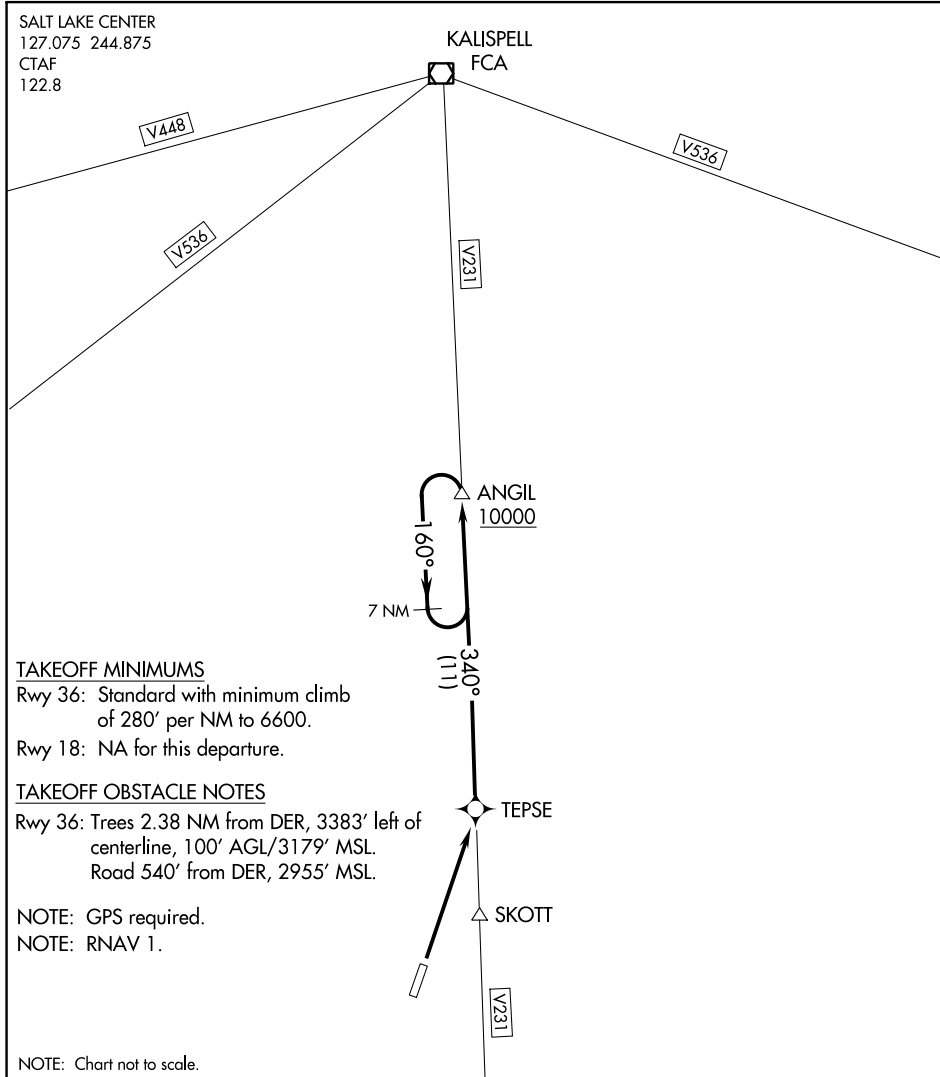 SALT LAKE CENTER
127.075 244.875
CTAF
122.8
KALISPELL
FCA
V448
V536
V536
V231
ANGIL
10000
160°
7 NM
340°
(11)
TAKEOFF MINIMUMS
Rwy 36: Standard with minimum climb
of 280' per NM to 6600.
Rwy 18: NA for this departure.
TAKEOFF OBSTACLE NOTES
Rwy 36: Trees 2.38 NM from DER, 3383' left of
centerline, 100' AGL/3179' MSL.
Road 540' from DER, 2955' MSL.
TEPSE
SKOTT
NOTE: GPS required.
NOTE: RNAV 1.
V231
NOTE: Chart not to scale.